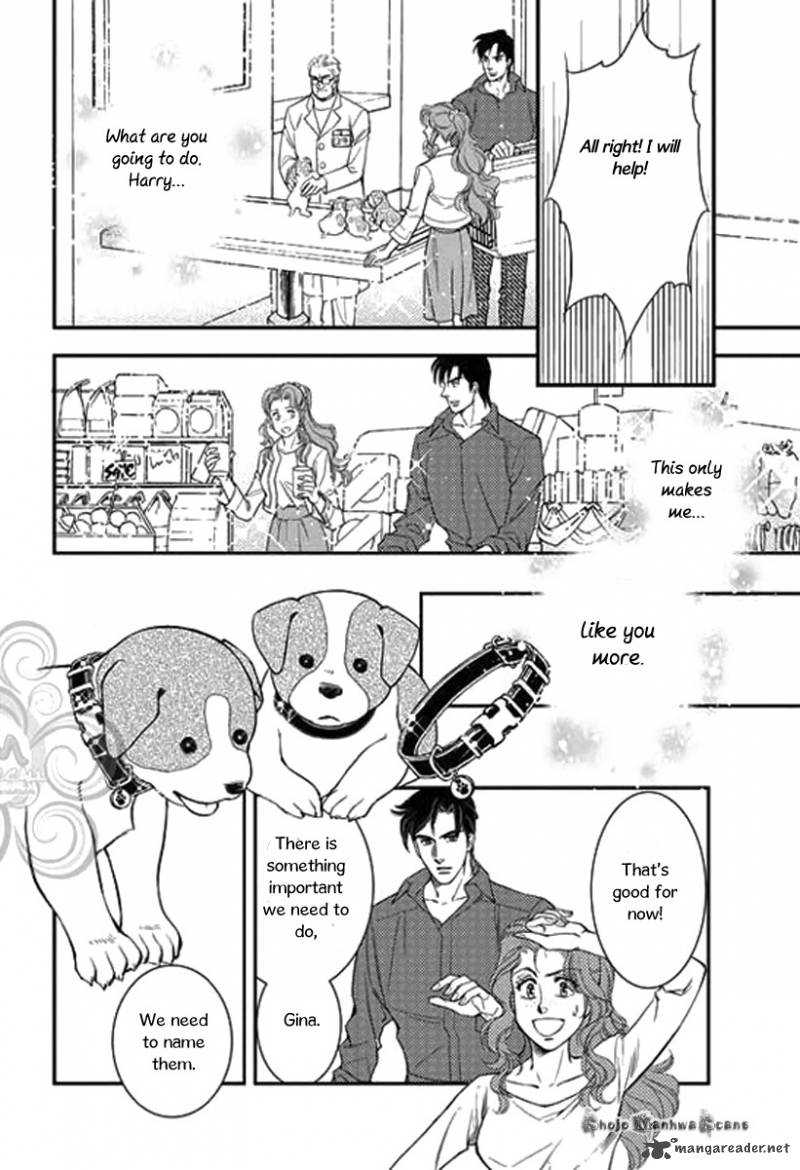 All right! I will
help!
What are you
going to do.
Harry...
This only
makes
me...
Sale
like you
more.
That's
good for
now!
There is
something
important
we need to
do,
Gina.
We need
to name
them.
Shojo Manhwa Scans
mangareader.net